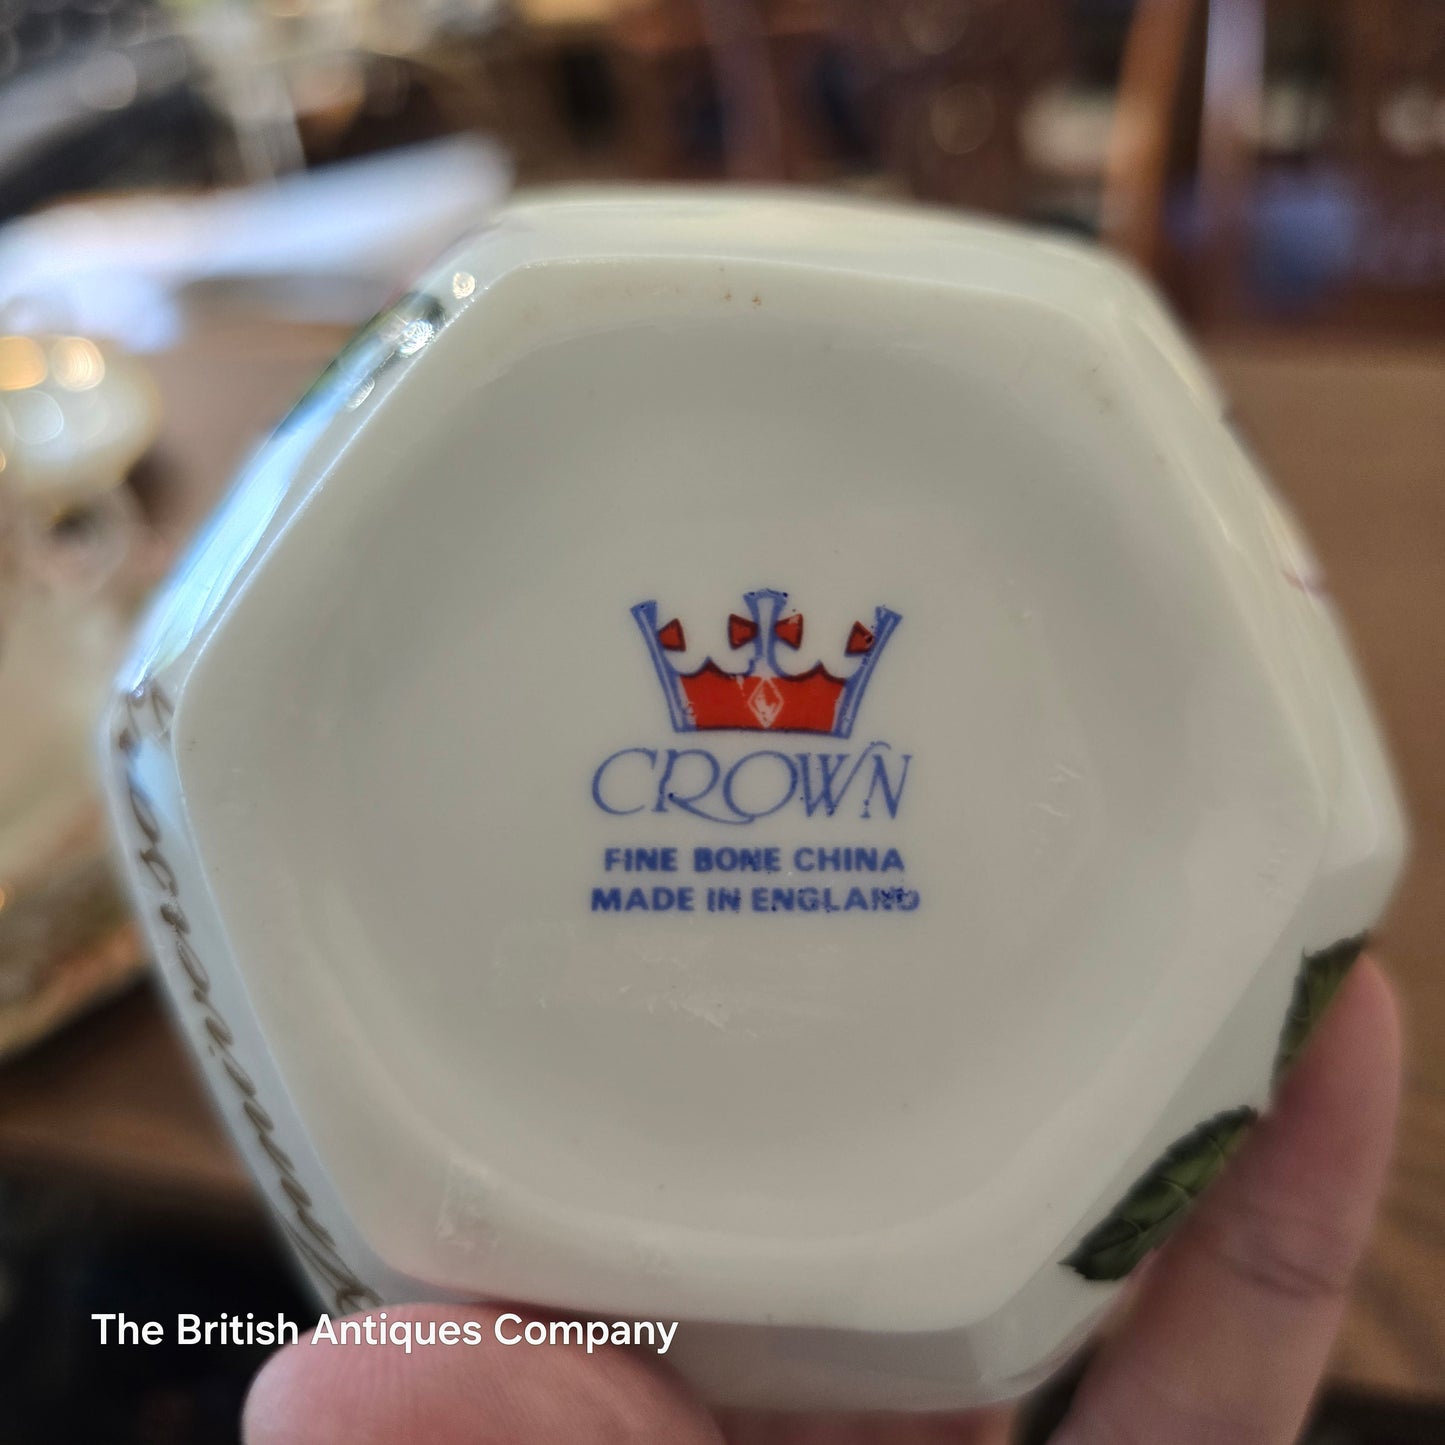 CROWN
FINE BONE CHINA
MADE IN ENGLAND
The British Antiques Company